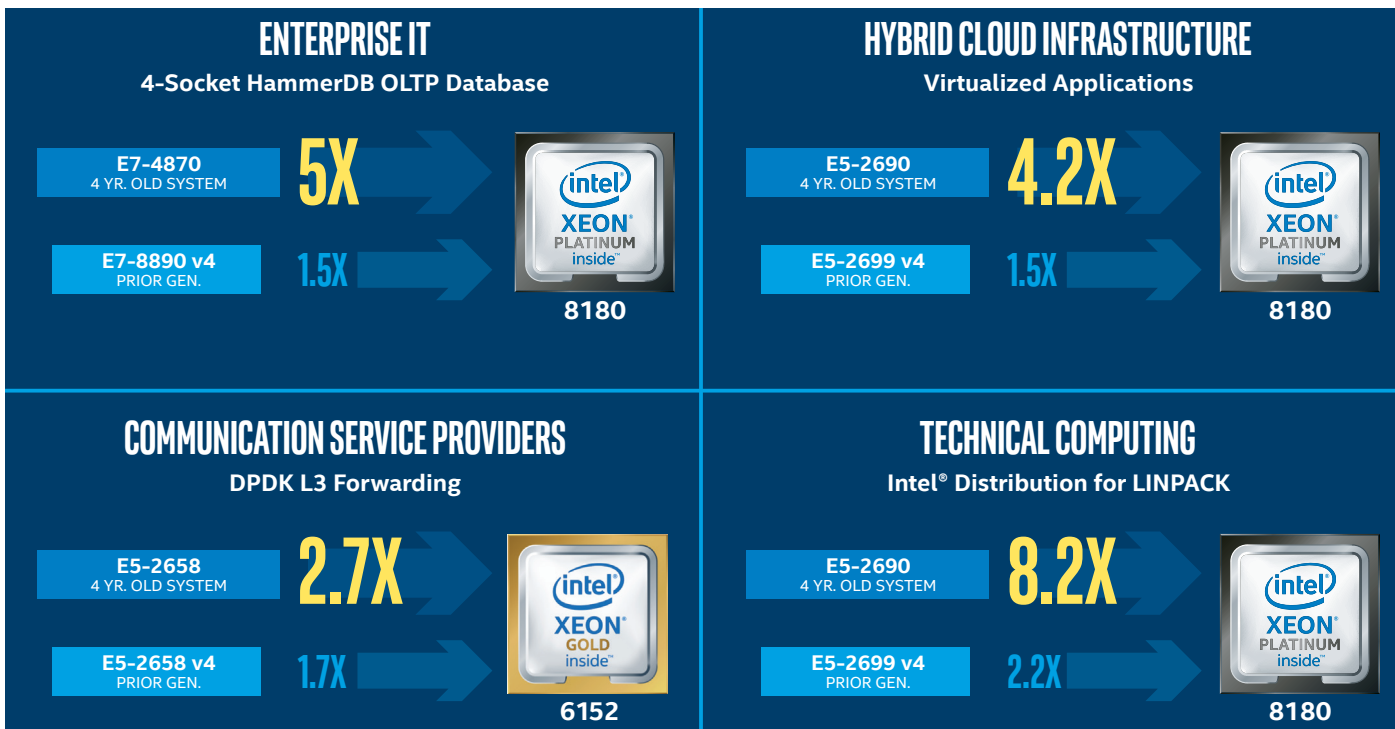 ENTERPRISE IT
4-Socket HammerDB OLTP Database
E7-4870
4 YR. OLD SYSTEM
5X
E7-8890 v4
PRIOR GEN.
1.5X
intel®
XEON®
PLATINUM
inside™
8180
HYBRID CLOUD INFRASTRUCTURE
Virtualized Applications
E5-2690
4 YR. OLD SYSTEM
4.2X
E5-2699 v4
PRIOR GEN.
1.5X
intel®
XEON®
PLATINUM
inside™
8180
COMMUNICATION SERVICE PROVIDERS
DPDK L3 Forwarding
E5-2658
4 YR. OLD SYSTEM
2.7X
E5-2658 v4
PRIOR GEN.
1.7X
intel®
XEON®
GOLD
inside™
6152
TECHNICAL COMPUTING
Intel® Distribution for LINPACK
E5-2690
4 YR. OLD SYSTEM
8.2X
E5-2699 v4
PRIOR GEN.
2.2X
intel®
XEON®
PLATINUM
inside™
8180